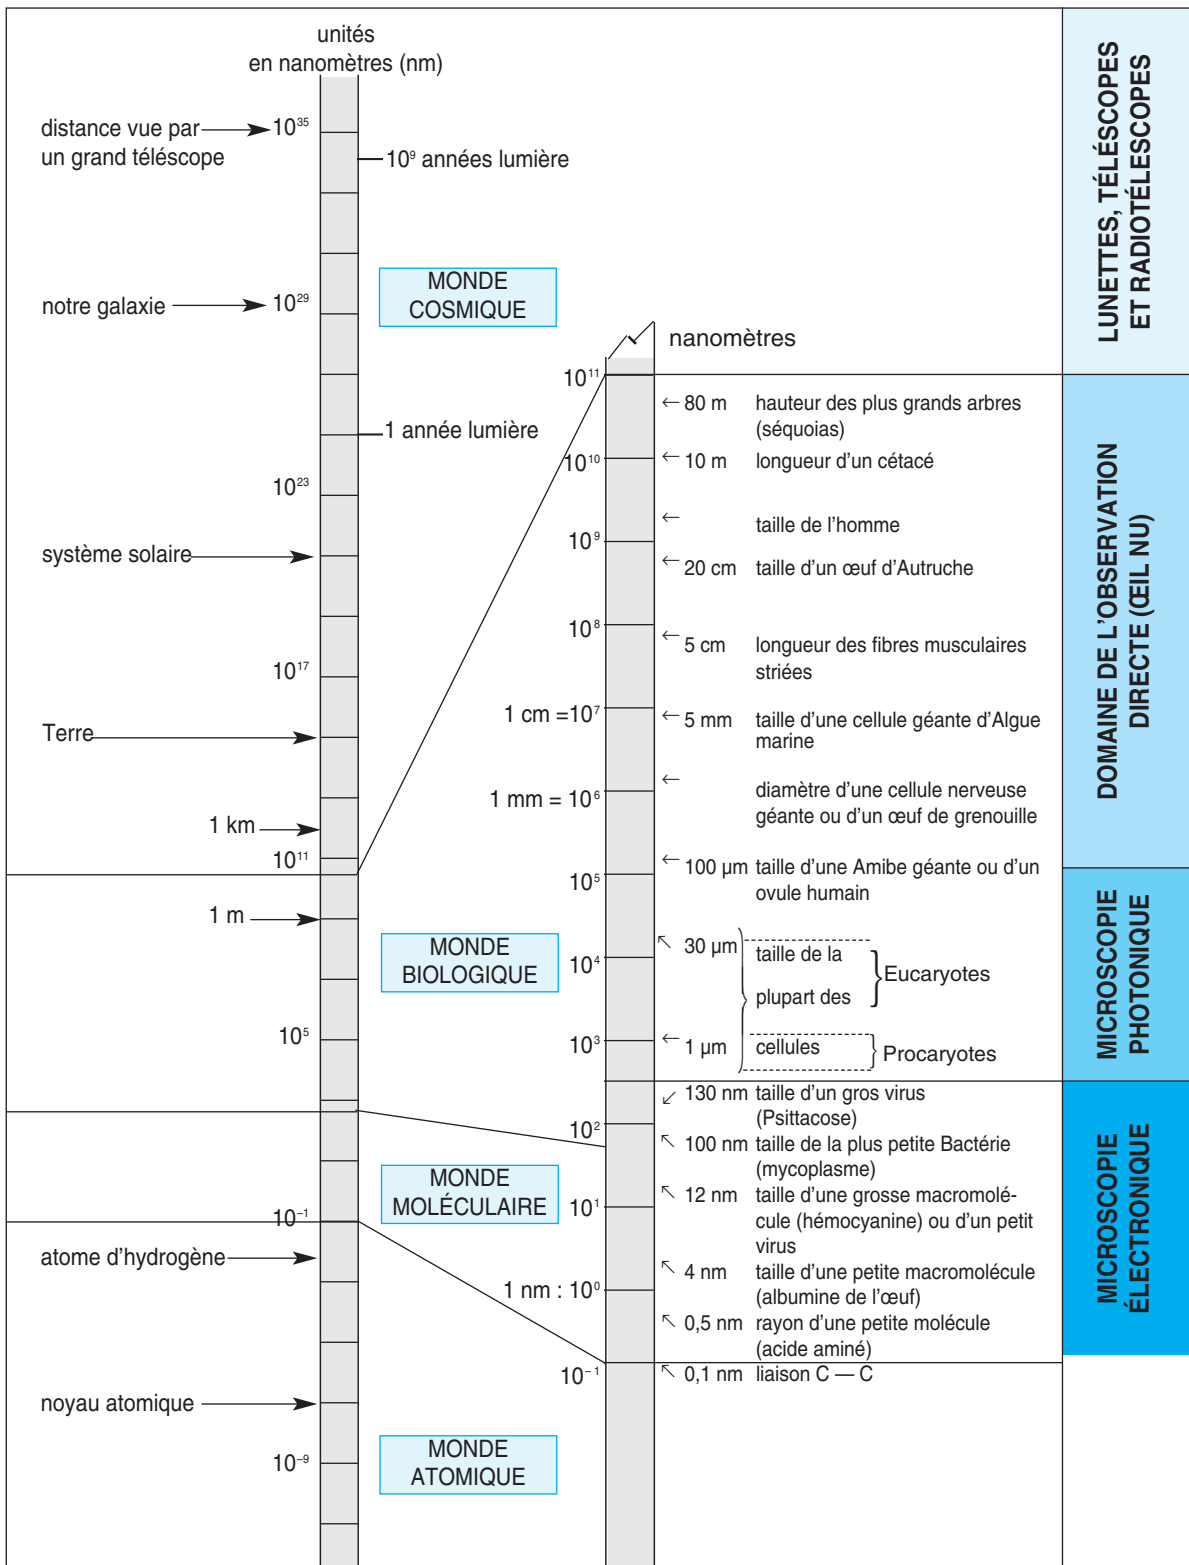 unités
en nanomètres (nm)
distance vue par
un grand téléscope
10³⁵
10⁹ années lumière
MONDE
COSMIQUE
notre galaxie
10²⁹
1 année lumière
10²³
système solaire
10¹⁷
Terre
1 km
10¹¹
1 m
MONDE
BIOLOGIQUE
10⁵
MONDE
MOLÉCULAIRE
10⁻¹
atome d'hydrogène
noyau atomique
10⁻⁹
MONDE
ATOMIQUE
nanomètres
10¹¹
← 80 m hauteur des plus grands arbres
(séquoias)
10¹⁰
← 10 m longueur d'un cétacé
← taille de l'homme
10⁹
← 20 cm taille d'un œuf d'Autruche
10⁸
← 5 cm longueur des fibres musculaires
striées
1 cm =10⁷
← 5 mm taille d'une cellule géante d'Algue
marine
1 mm = 10⁶
← diamètre d'une cellule nerveuse
géante ou d'un œuf de grenouille
← 100 µm taille d'une Amibe géante ou d'un
ovule humain
10⁵
↖ 30 µm taille de la
plupart des
Eucaryotes
10⁴
10³
← 1 µm cellules
Procaryotes
↙ 130 nm taille d'un gros virus
(Psittacose)
10²
↖ 100 nm taille de la plus petite Bactérie
(mycoplasme)
↖ 12 nm taille d'une grosse macromolé-
cule (hémocyanine) ou d'un petit
virus
10¹
↖ 4 nm taille d'une petite macromolécule
(albumine de l'œuf)
1 nm : 10⁰
↖ 0,5 nm rayon d'une petite molécule
(acide aminé)
10⁻¹
↖ 0,1 nm liaison C — C
LUNETTES, TÉLÉSCOPES
ET RADIOTÉLESCOPES
DOMAINE DE L'OBSERVATION
DIRECTE (ŒIL NU)
MICROSCOPIE
PHOTONIQUE
MICROSCOPIE
ÉLECTRONIQUE